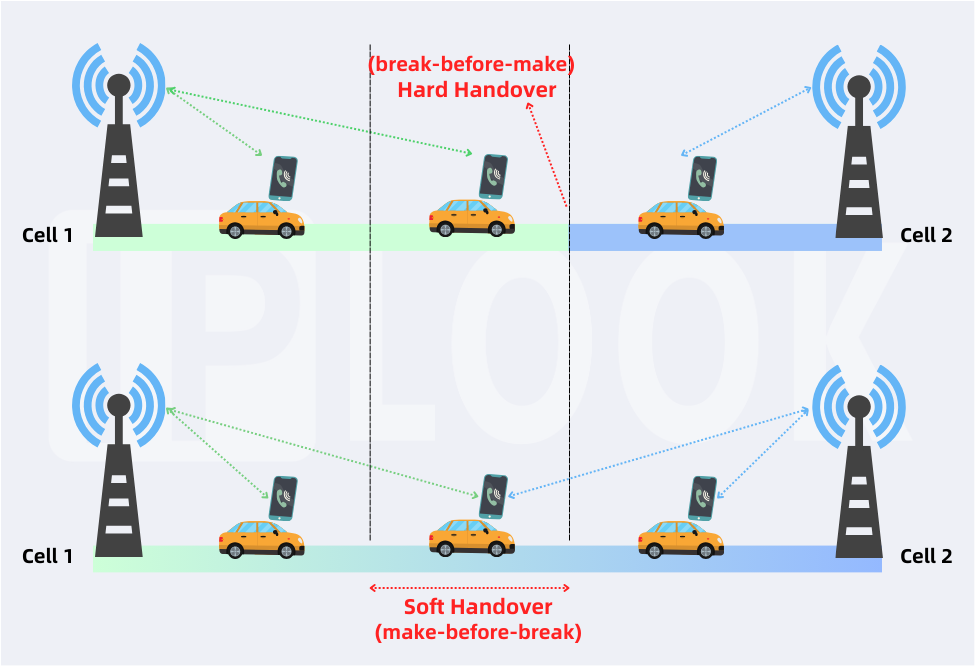 (break-before-make)
Hard Handover
Cell 1
Cell 2
IPLOOK
Cell 1
Cell 2
Soft Handover
(make-before-break)